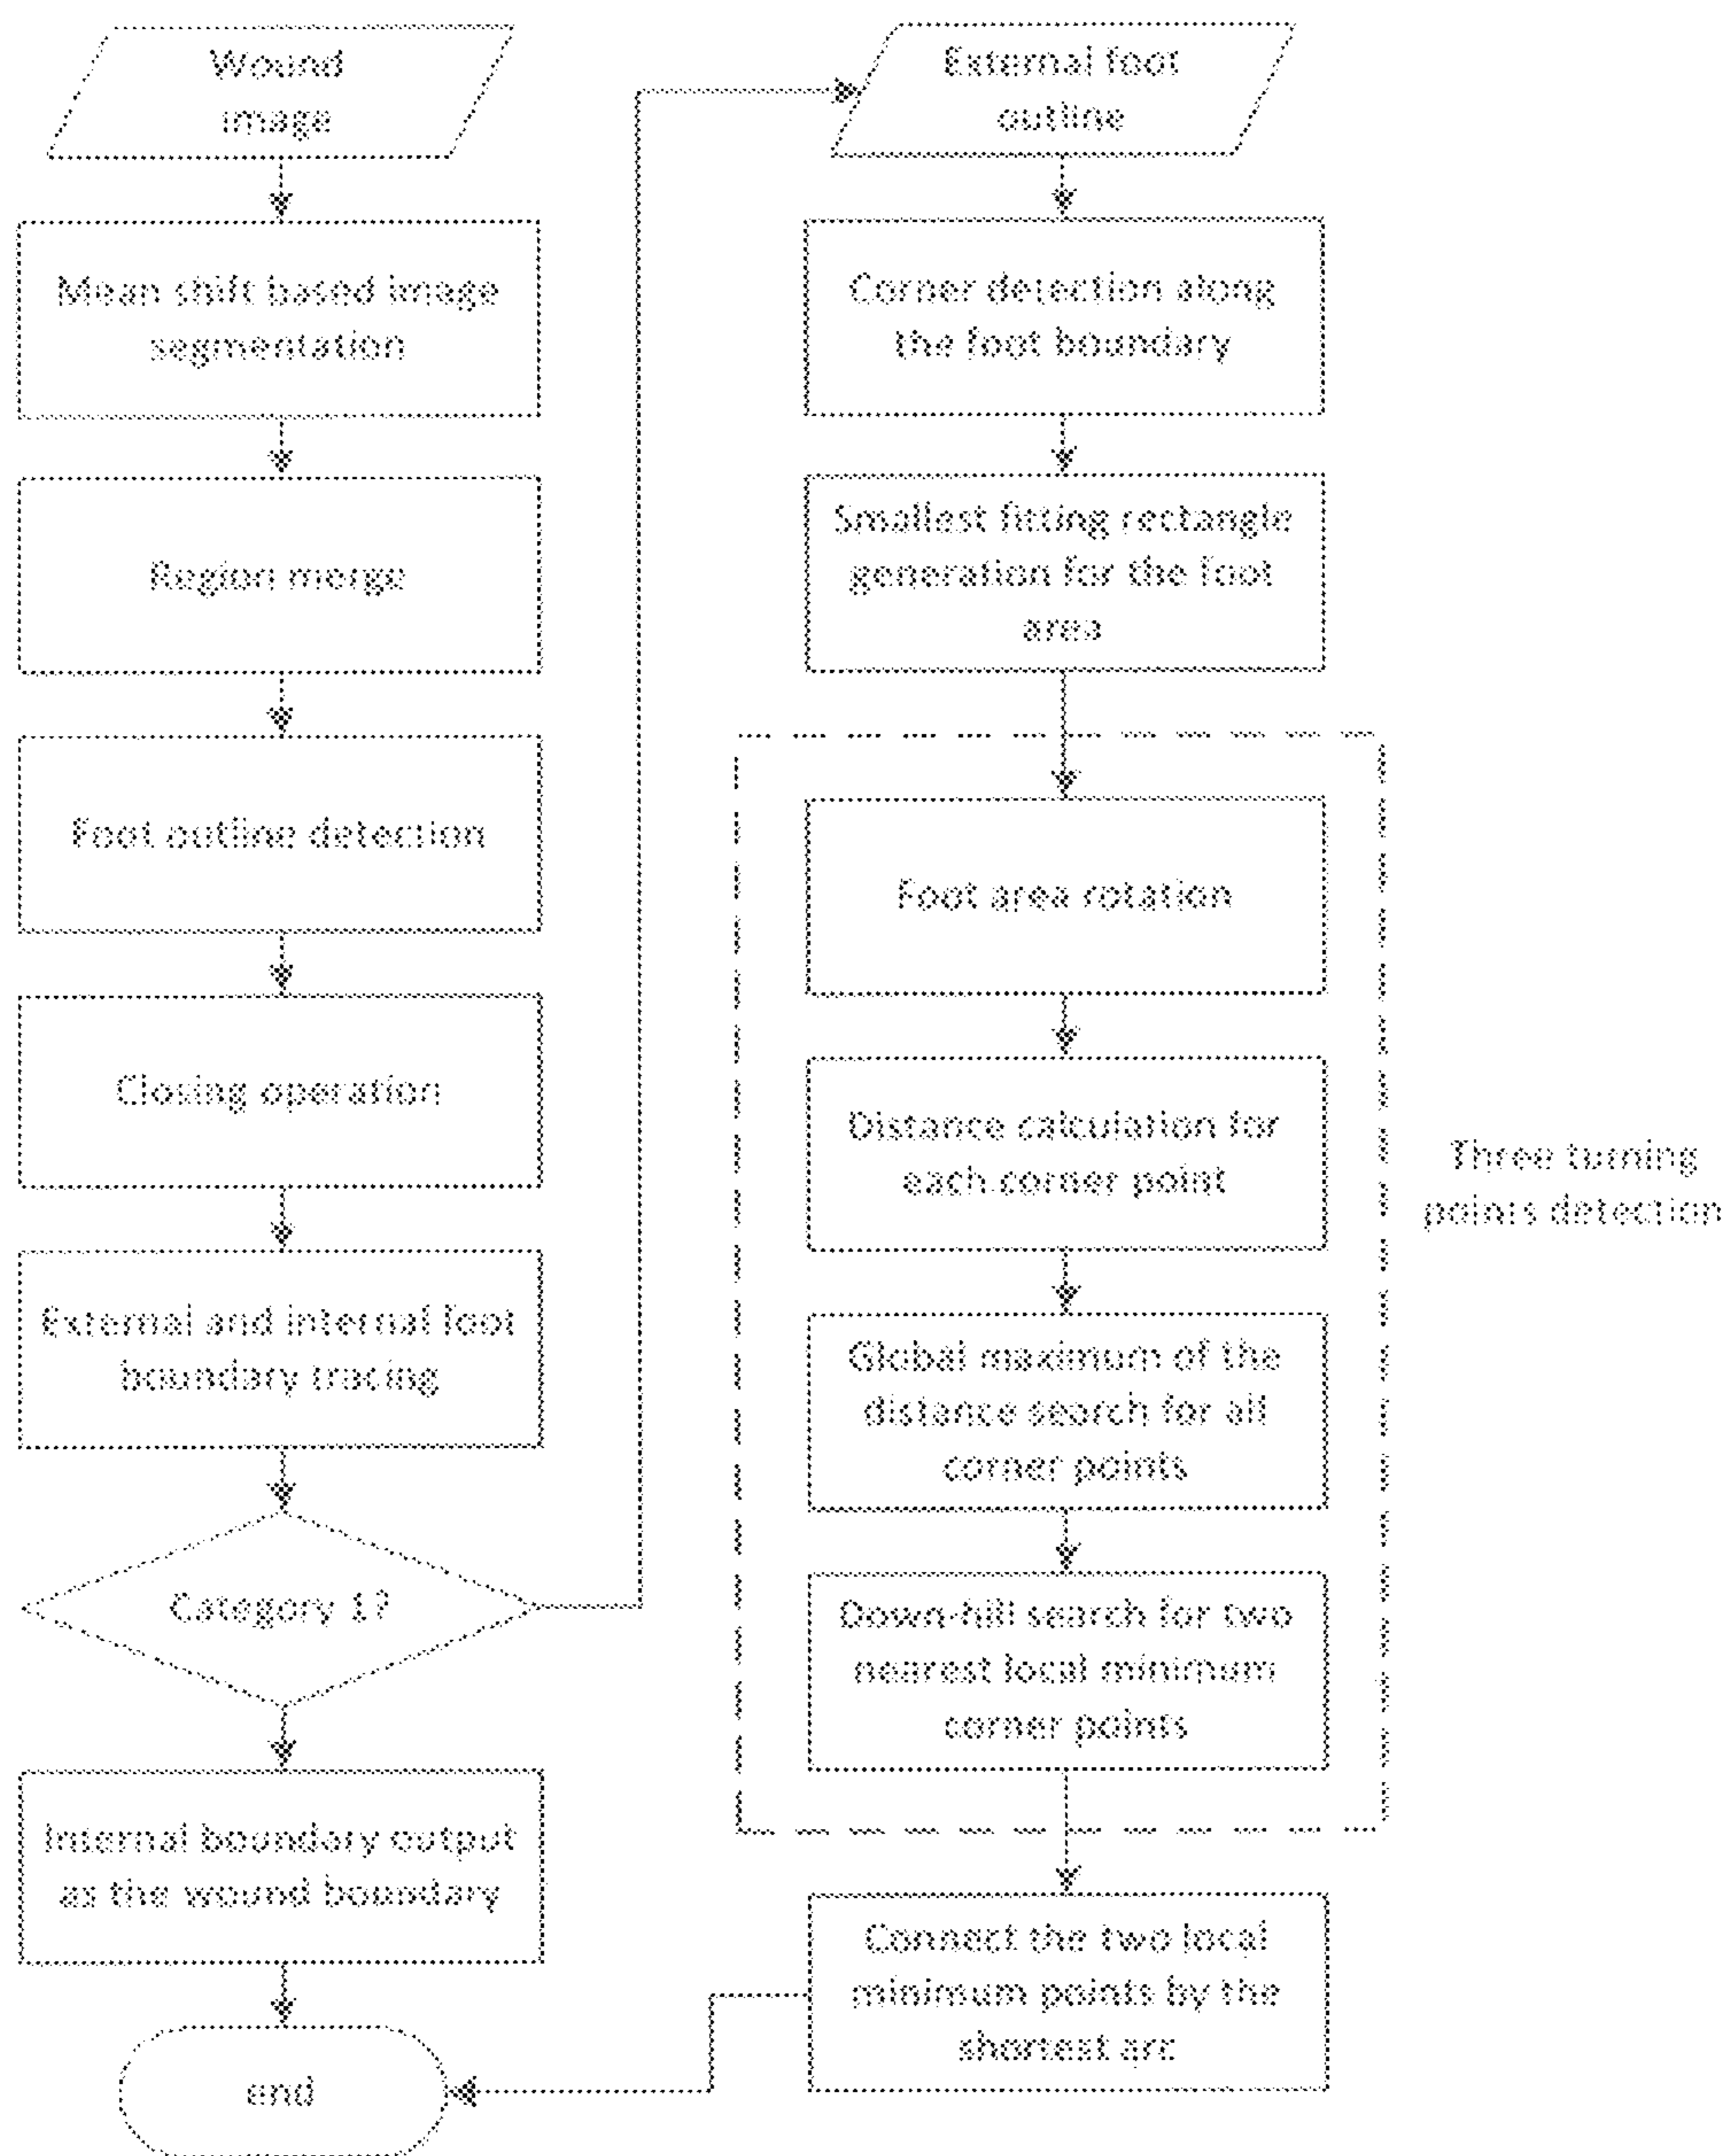 Wound
image
Mean shift based image
segmentation
Region merge
Foot outline detection
Closing operation
External and internal foot
boundary tracing
Category 1?
Internal boundary output
as the wound boundary
end
External foot
outline
Corner detection along
the foot boundary
Smallest fitting rectangle
generation for the foot
area
Foot area rotation
Distance calculation for
each corner point
Global maximum of the
distance search for all
corner points
Down-hill search for two
nearest local minimum
corner points
Connect the two local
minimum points by the
shortest arc
Three turning
points detection